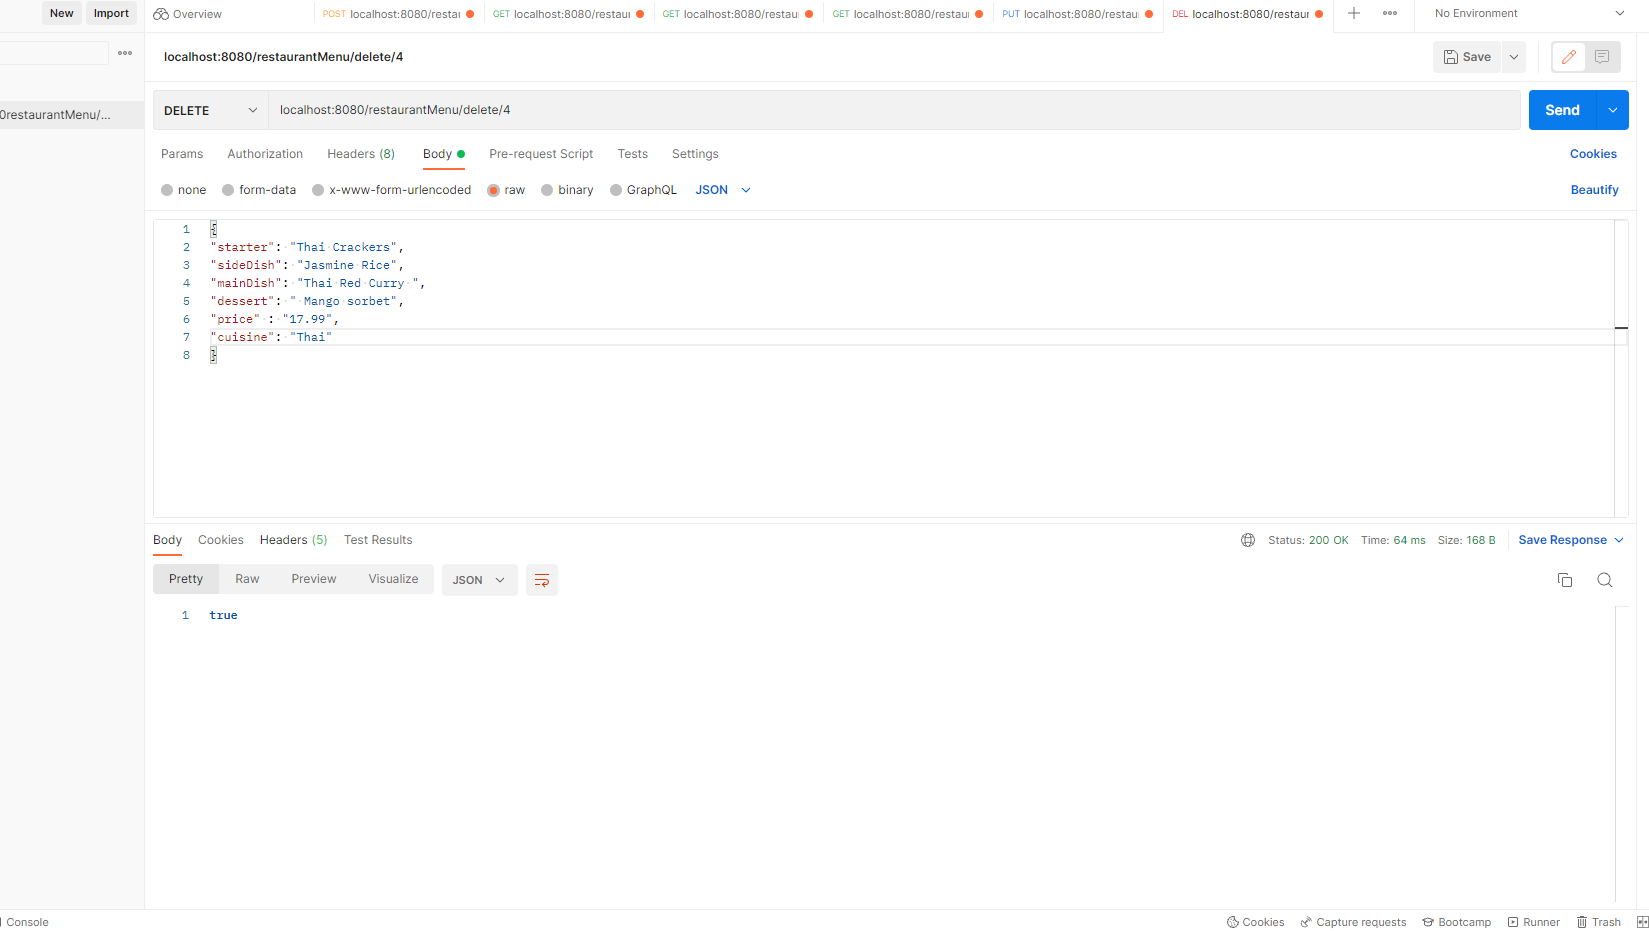 New Import Overview POST localhost:8080/restau GET localhost:8080/restau GET localhost:8080/restau GET localhost:8080/restau PUT localhost:8080/restau DEL localhost:8080/restau No Environment
localhost:8080/restaurantMenu/delete/4 Save
DELETE localhost:8080/restaurantMenu/delete/4 Send
0restaurantMenu/...
Params Authorization Headers (8) Body Pre-request Script Tests Settings Cookies
none form-data x-www-form-urlencoded raw binary GraphQL JSON Beautify
1 {
2 "starter": "Thai Crackers",
3 "sideDish": "Jasmine Rice",
4 "mainDish": "Thai Red Curry ",
5 "dessert": " Mango sorbet",
6 "price" : "17.99",
7 "cuisine": "Thai"
8 }
Body Cookies Headers (5) Test Results Status: 200 OK Time: 64 ms Size: 168 B Save Response
Pretty Raw Preview Visualize JSON
1 true
Console Cookies Capture requests Bootcamp Runner Trash